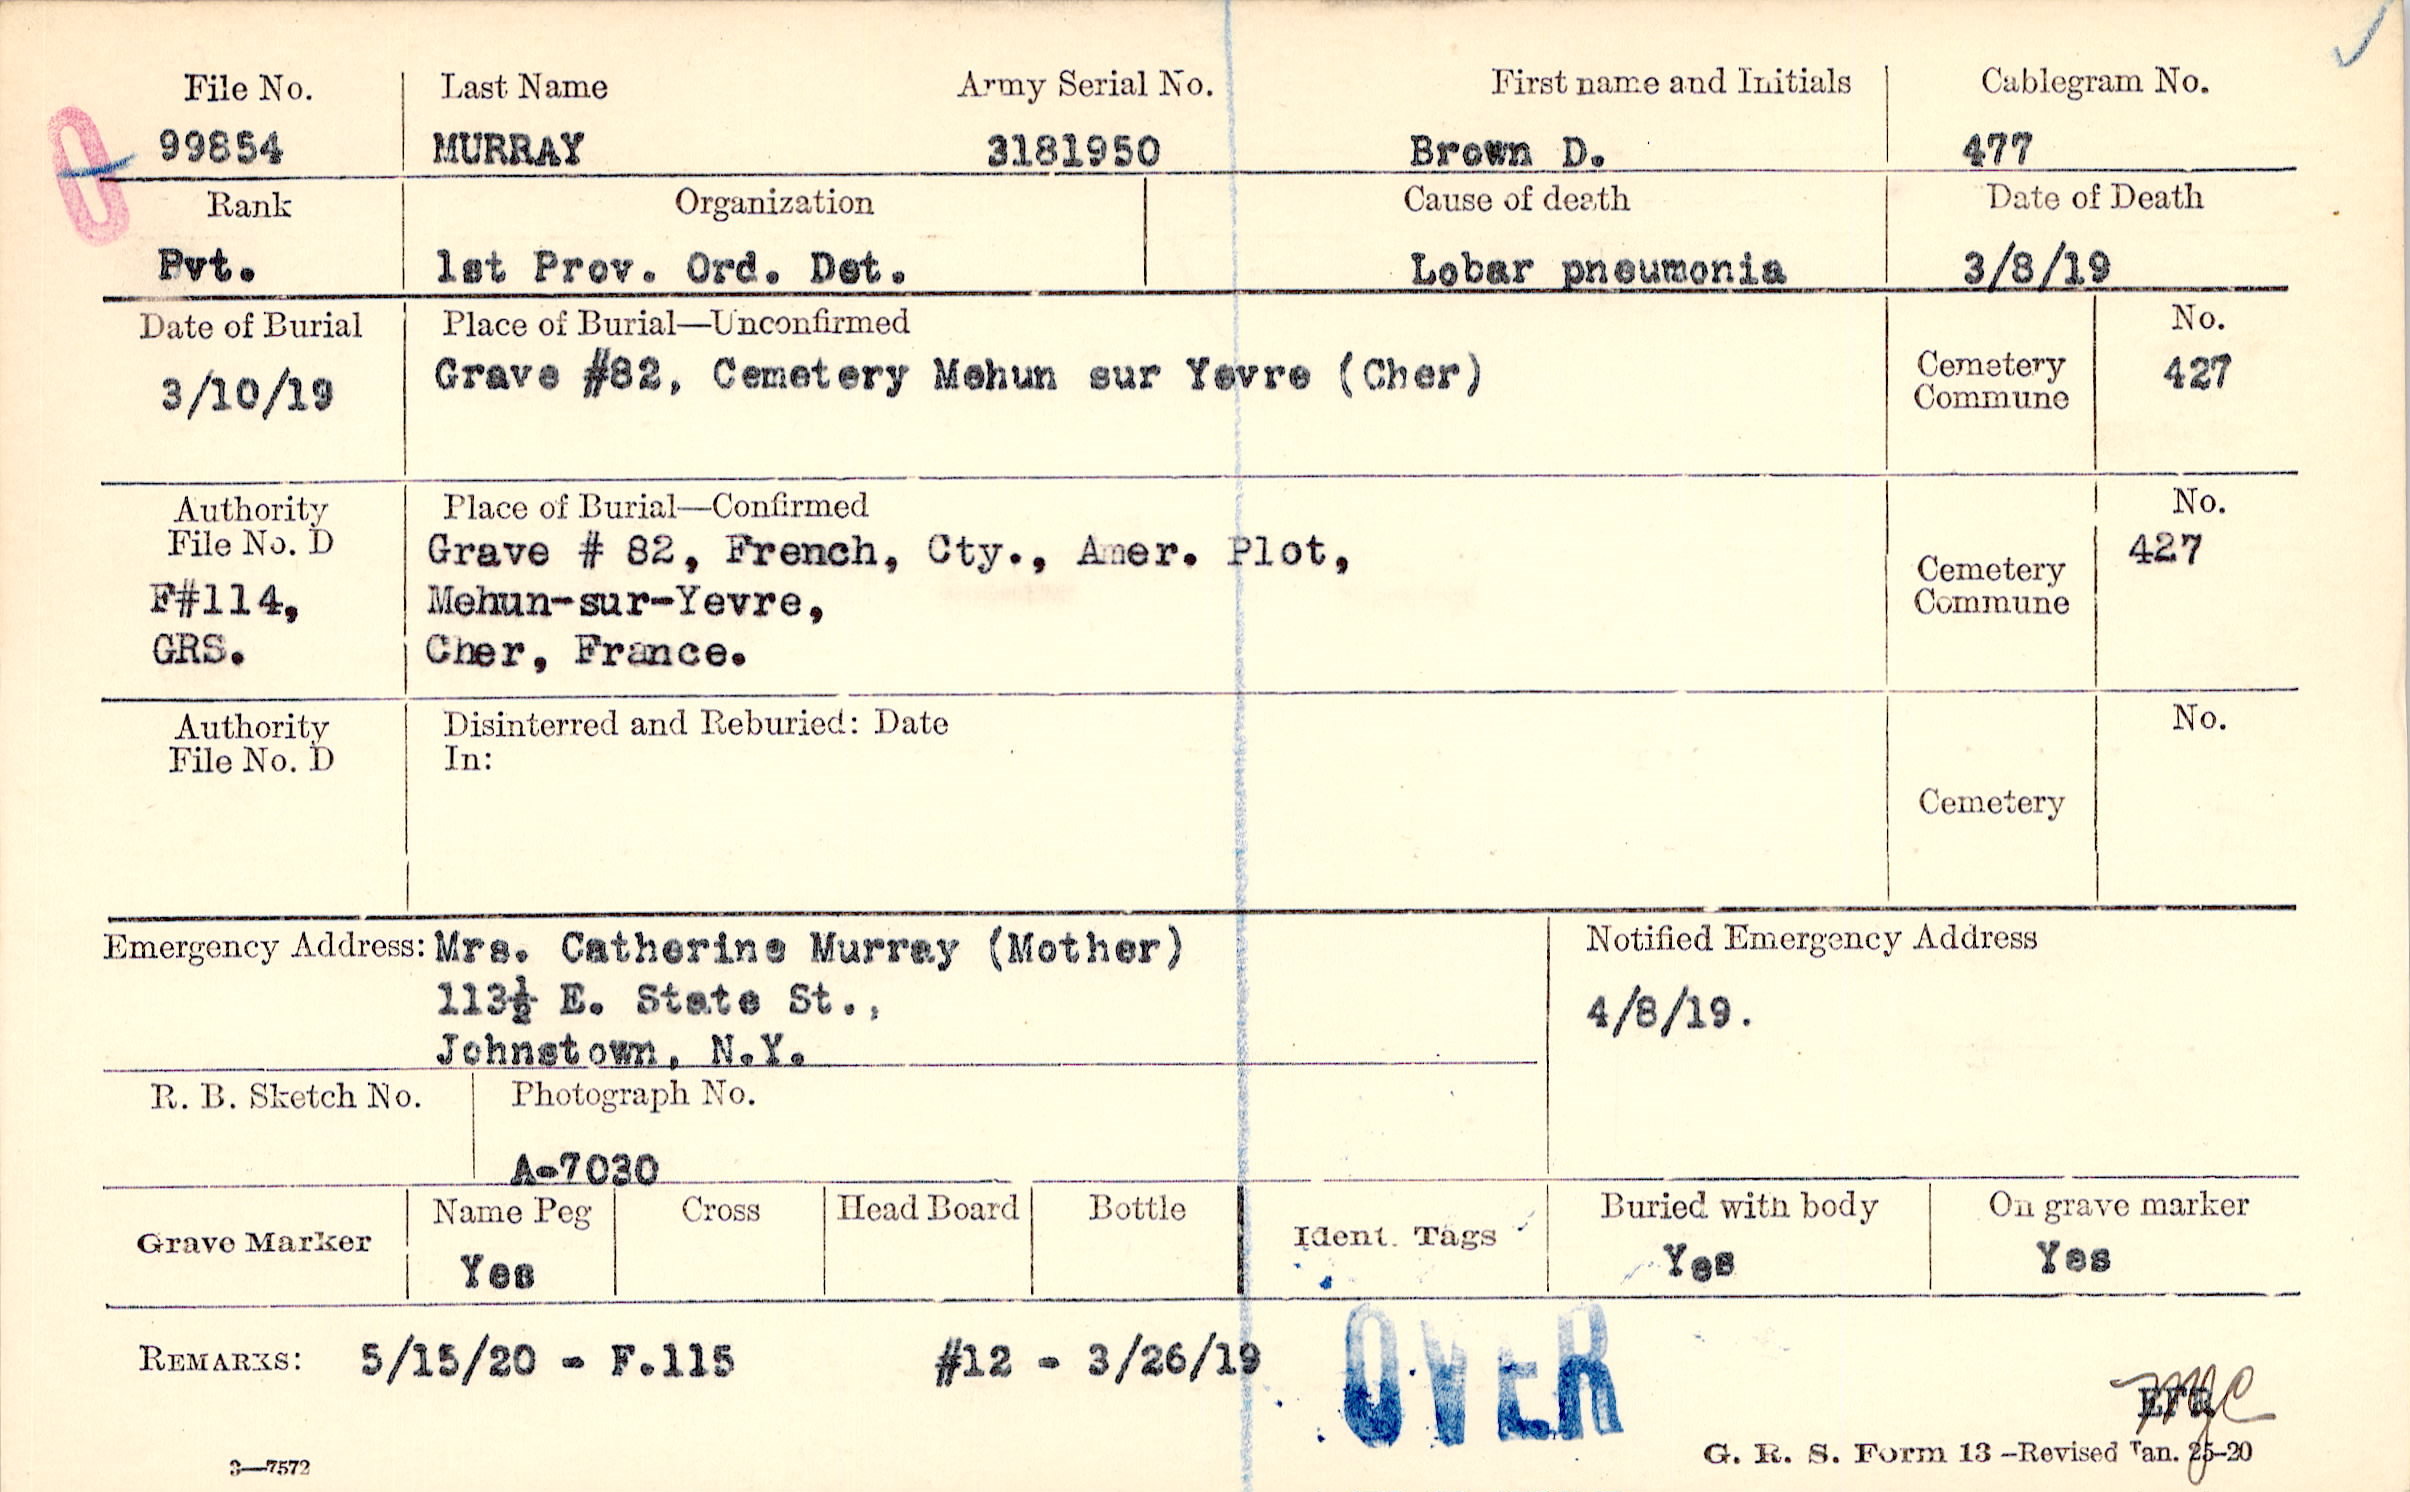 File No. Last Name Army Serial No. First name and Initials Cablegram No.
99854 MURRAY 3181950 Brown D. 477
Rank Organization Cause of death Date of Death
Pvt. 1st Prov. Ord. Det. Lobar pneumonia 3/8/19
Date of Burial Place of Burial—Unconfirmed No.
3/10/19 Grave #82, Cemetery Mehun sur Yevre (Cher) Cemetery Commune 427
Authority Place of Burial—Confirmed No.
File No. D Grave # 82, French, Cty., Amer. Plot, 427
F#114, Mehun-sur-Yevre, Cemetery Commune
GRS. Cher, France.
Authority Disinterred and Reburied: Date No.
File No. D In:
Cemetery
Emergency Address: Mrs. Catherine Murray (Mother) Notified Emergency Address
113½ E. State St., 4/8/19.
Johnstown, N.Y.
R. B. Sketch No. Photograph No.
A-7030
Name Peg Cross Head Board Bottle Buried with body On grave marker
Grave Marker Ident. Tags
Yes Yes Yes
REMARKS: 5/15/20 - F.115 #12 - 3/26/19 OVER
G. R. S. Form 13 —Revised Jan. 25-20
3—7572